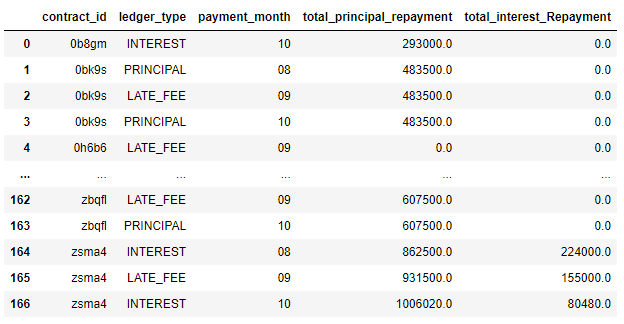 contract_id ledger_type payment_month total_principal_repayment total_interest_Repayment
0 0b8gm INTEREST 10 293000.0 0.0
1 0bk9s PRINCIPAL 08 483500.0 0.0
2 0bk9s LATE_FEE 09 483500.0 0.0
3 0bk9s PRINCIPAL 10 483500.0 0.0
4 0h6b6 LATE_FEE 09 0.0 0.0
... ... ... ... ... ...
162 zbqfl LATE_FEE 09 607500.0 0.0
163 zbqfl PRINCIPAL 10 607500.0 0.0
164 zsma4 INTEREST 08 862500.0 224000.0
165 zsma4 LATE_FEE 09 931500.0 155000.0
166 zsma4 INTEREST 10 1006020.0 80480.0